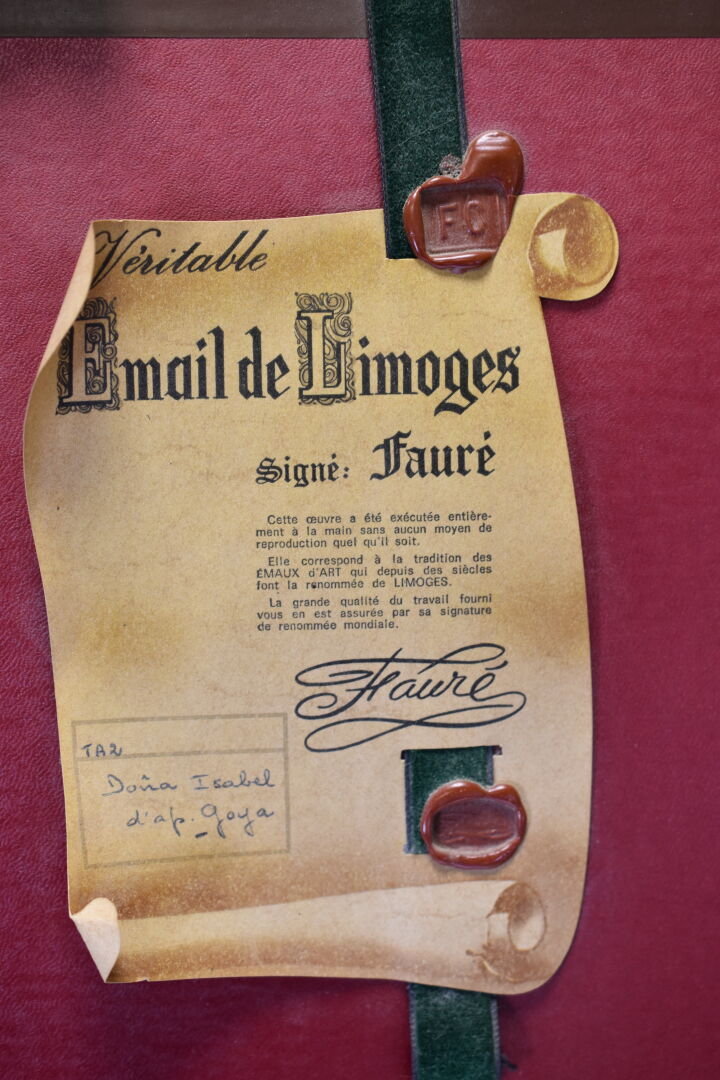 FC
Véritable
Email de Limoges
Signé: Fauré
Cette œuvre a été exécutée entière-
ment à la main sans aucun moyen de
reproduction quel qu'il soit.
Elle correspond à la tradition des
ÉMAUX d'ART qui depuis des siècles
font la renommée de LIMOGES.
La grande qualité du travail fourni
vous en est assurée par sa signature
de renommée mondiale.
Fauré
TA2
Doña Isabel
d'ap. Goya